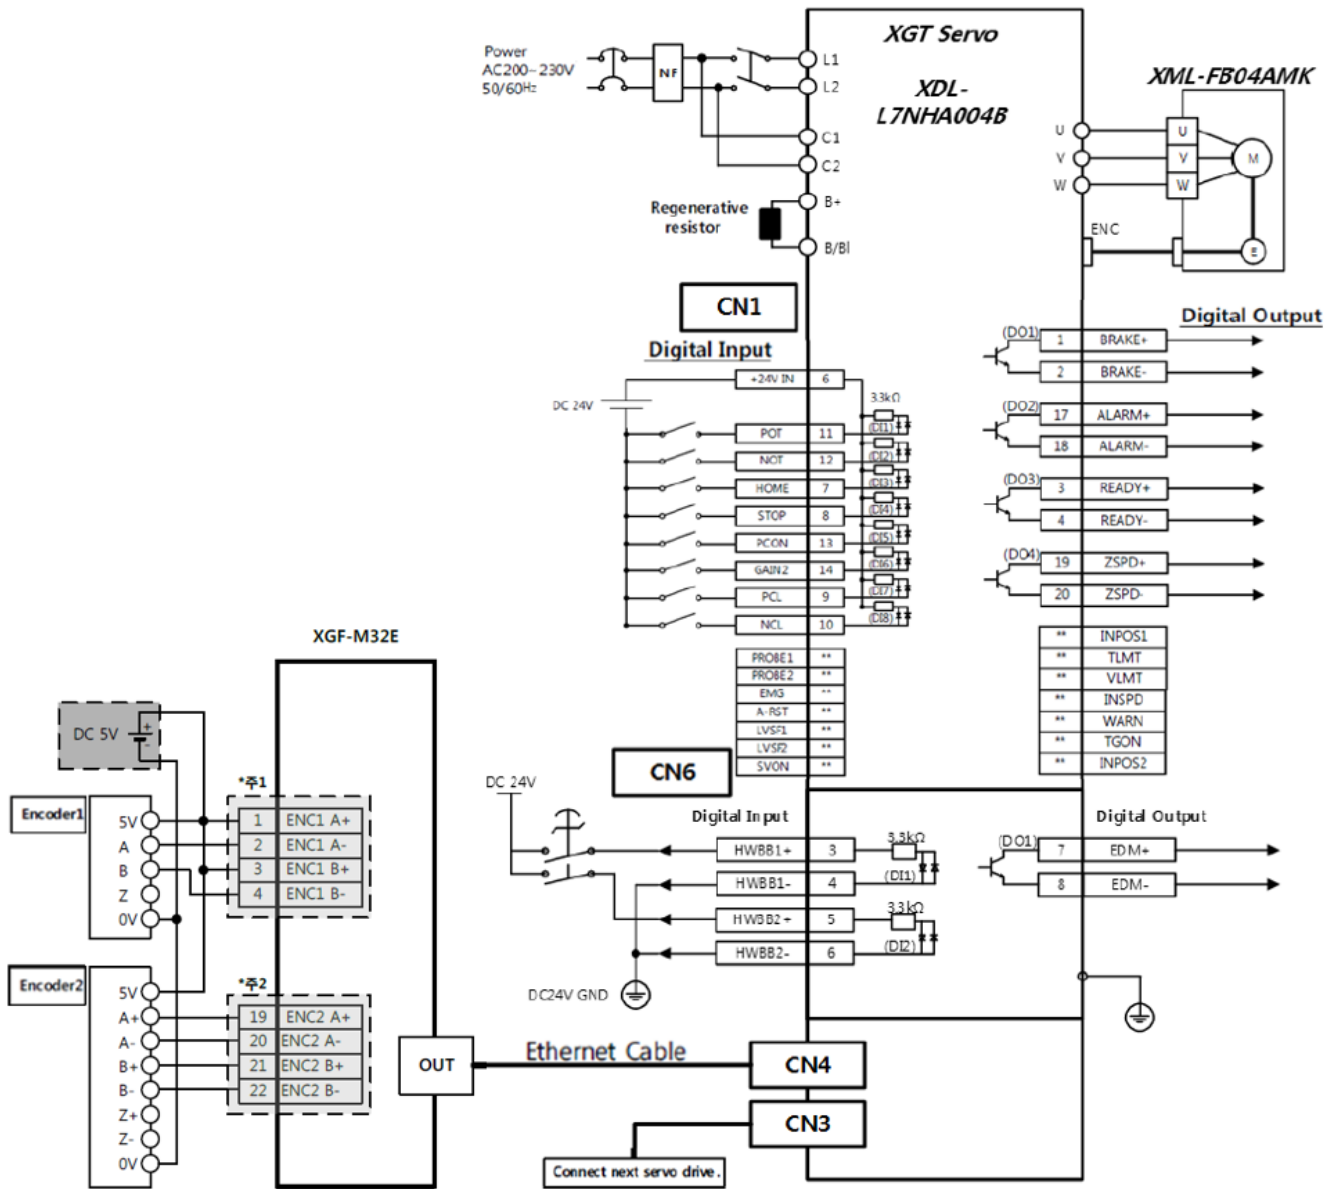 XGT Servo
XDL-
L7NHA004B
XML-FB04AMK
Power
AC200~230V
50/60Hz
NF
L1
L2
C1
C2
Regenerative
resistor
B+
B/BI
U
V
W
U
V
W
M
ENC
E
CN1
Digital Input
DC 24V
+24V IN 6
3.3kΩ
POT 11 (DI1)
NOT 12 (DI2)
HOME 7 (DI3)
STOP 8 (DI4)
PCON 13 (DI5)
GAIN2 14 (DI6)
PCL 9 (DI7)
NCL 10 (DI8)
PROBE1 **
PROBE2 **
EMG **
A-RST **
LVSF1 **
LVSF2 **
SVON **
Digital Output
(DO1) 1 BRAKE+
2 BRAKE-
(DO2) 17 ALARM+
18 ALARM-
(DO3) 3 READY+
4 READY-
(DO4) 19 ZSPD+
20 ZSPD-
** INPOS1
** TLMT
** VLMT
** INSPD
** WARN
** TGON
** INPOS2
CN6
DC 24V
Digital Input
HWBB1+ 3
3.3kΩ
HWBB1- 4 (DI1)
HWBB2+ 5
3.3kΩ
HWBB2- 6 (DI2)
DC24V GND
Digital Output
(DO1) 7 EDM+
8 EDM-
XGF-M32E
DC 5V
+
-
*주1
Encoder1
5V
A
B
Z
0V
1 ENC1 A+
2 ENC1 A-
3 ENC1 B+
4 ENC1 B-
Encoder2
*주2
5V
A+
A-
B+
B-
Z+
Z-
0V
19 ENC2 A+
20 ENC2 A-
21 ENC2 B+
22 ENC2 B-
OUT
Ethernet Cable
CN4
CN3
Connect next servo drive.